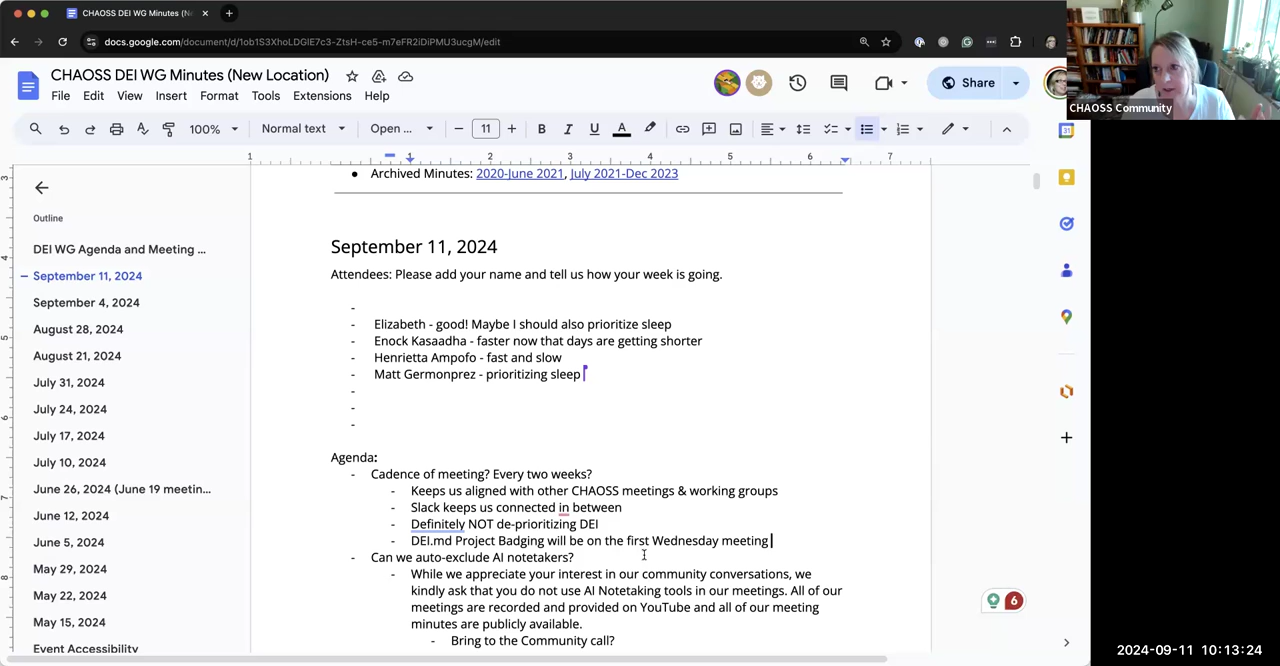 CHAOSS DEI WG Minutes (N
docs.google.com/document/d/1ob1S3XhoLDGlE7c3-ZtsH-ce5-m7eFR2iDiPMU3ucgM/edit
CHAOSS DEI WG Minutes (New Location)
File Edit View Insert Format Tools Extensions Help
Share
100% Normal text Open ... 11
CHAOSS Community
1 1 2 3 4 5 6 7
Outline
DEI WG Agenda and Meeting ...
September 11, 2024
September 4, 2024
August 28, 2024
August 21, 2024
July 31, 2024
July 24, 2024
July 17, 2024
July 10, 2024
June 26, 2024 (June 19 meetin...
June 12, 2024
June 5, 2024
May 29, 2024
May 22, 2024
May 15, 2024
Event Accessibility
● Archived Minutes: 2020-June 2021, July 2021-Dec 2023
September 11, 2024
Attendees: Please add your name and tell us how your week is going.
-
- Elizabeth - good! Maybe I should also prioritize sleep
- Enock Kasaadha - faster now that days are getting shorter
- Henrietta Ampofo - fast and slow
- Matt Germonprez - prioritizing sleep
-
-
-
Agenda:
- Cadence of meeting? Every two weeks?
- Keeps us aligned with other CHAOSS meetings & working groups
- Slack keeps us connected in between
- Definitely NOT de-prioritizing DEI
- DEI.md Project Badging will be on the first Wednesday meeting
- Can we auto-exclude AI notetakers?
- While we appreciate your interest in our community conversations, we
kindly ask that you do not use AI Notetaking tools in our meetings. All of our
meetings are recorded and provided on YouTube and all of our meeting
minutes are publicly available.
- Bring to the Community call?
6
2024-09-11 10:13:24